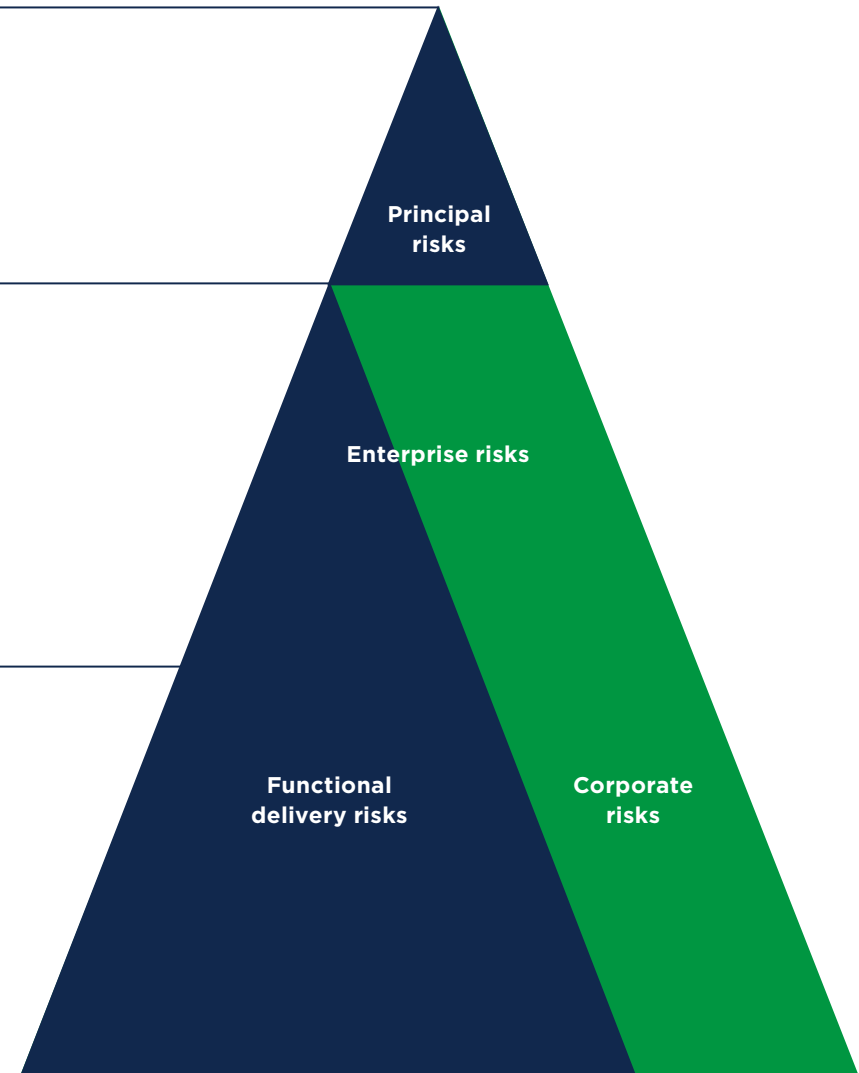 Principal
risks
Enterprise risks
Functional
delivery risks
Corporate
risks